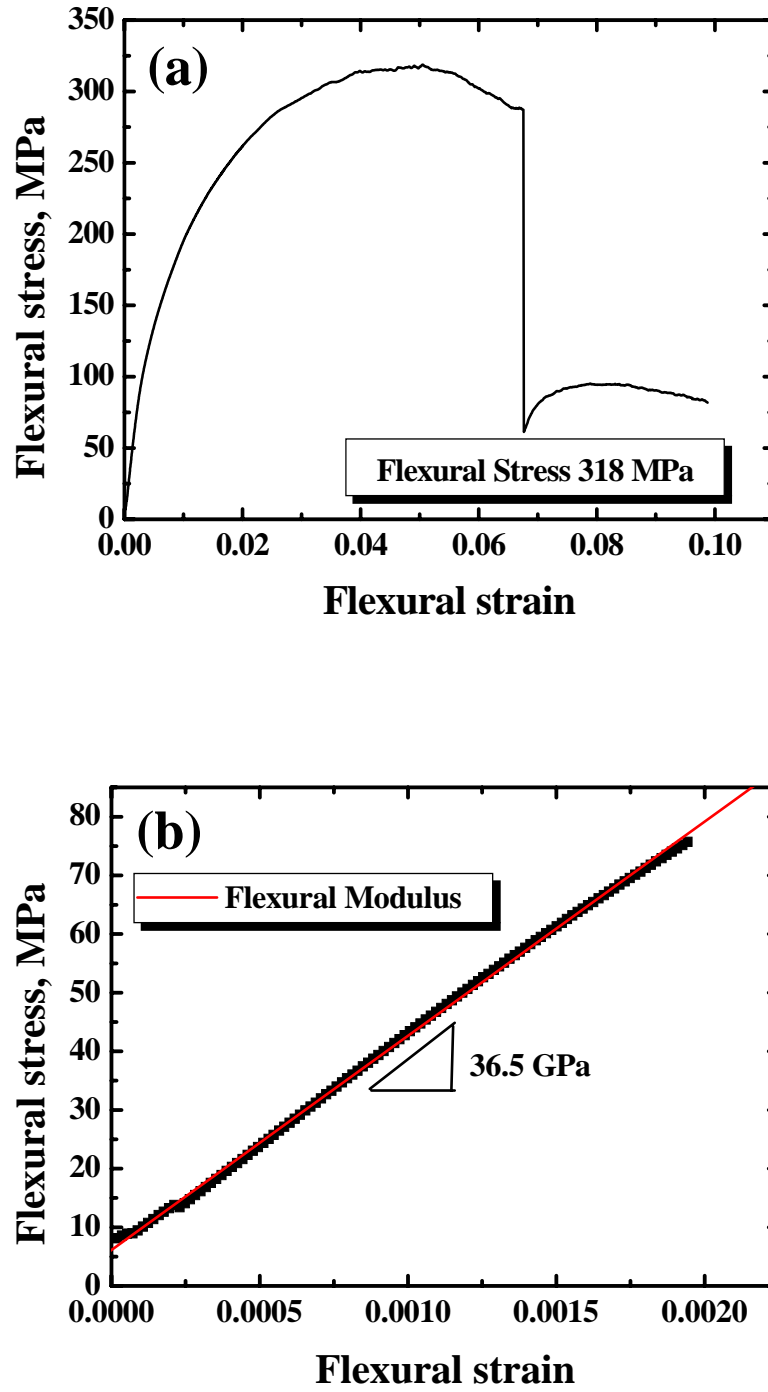 350
(a)
300
250
200
150
100
50
0
Flexural stress, MPa
Flexural Stress 318 MPa
0.00 0.02 0.04 0.06 0.08 0.10
Flexural strain
80
(b)
70
Flexural Modulus
60
50
40
36.5 GPa
30
20
10
0
Flexural stress, MPa
0.0000 0.0005 0.0010 0.0015 0.0020
Flexural strain